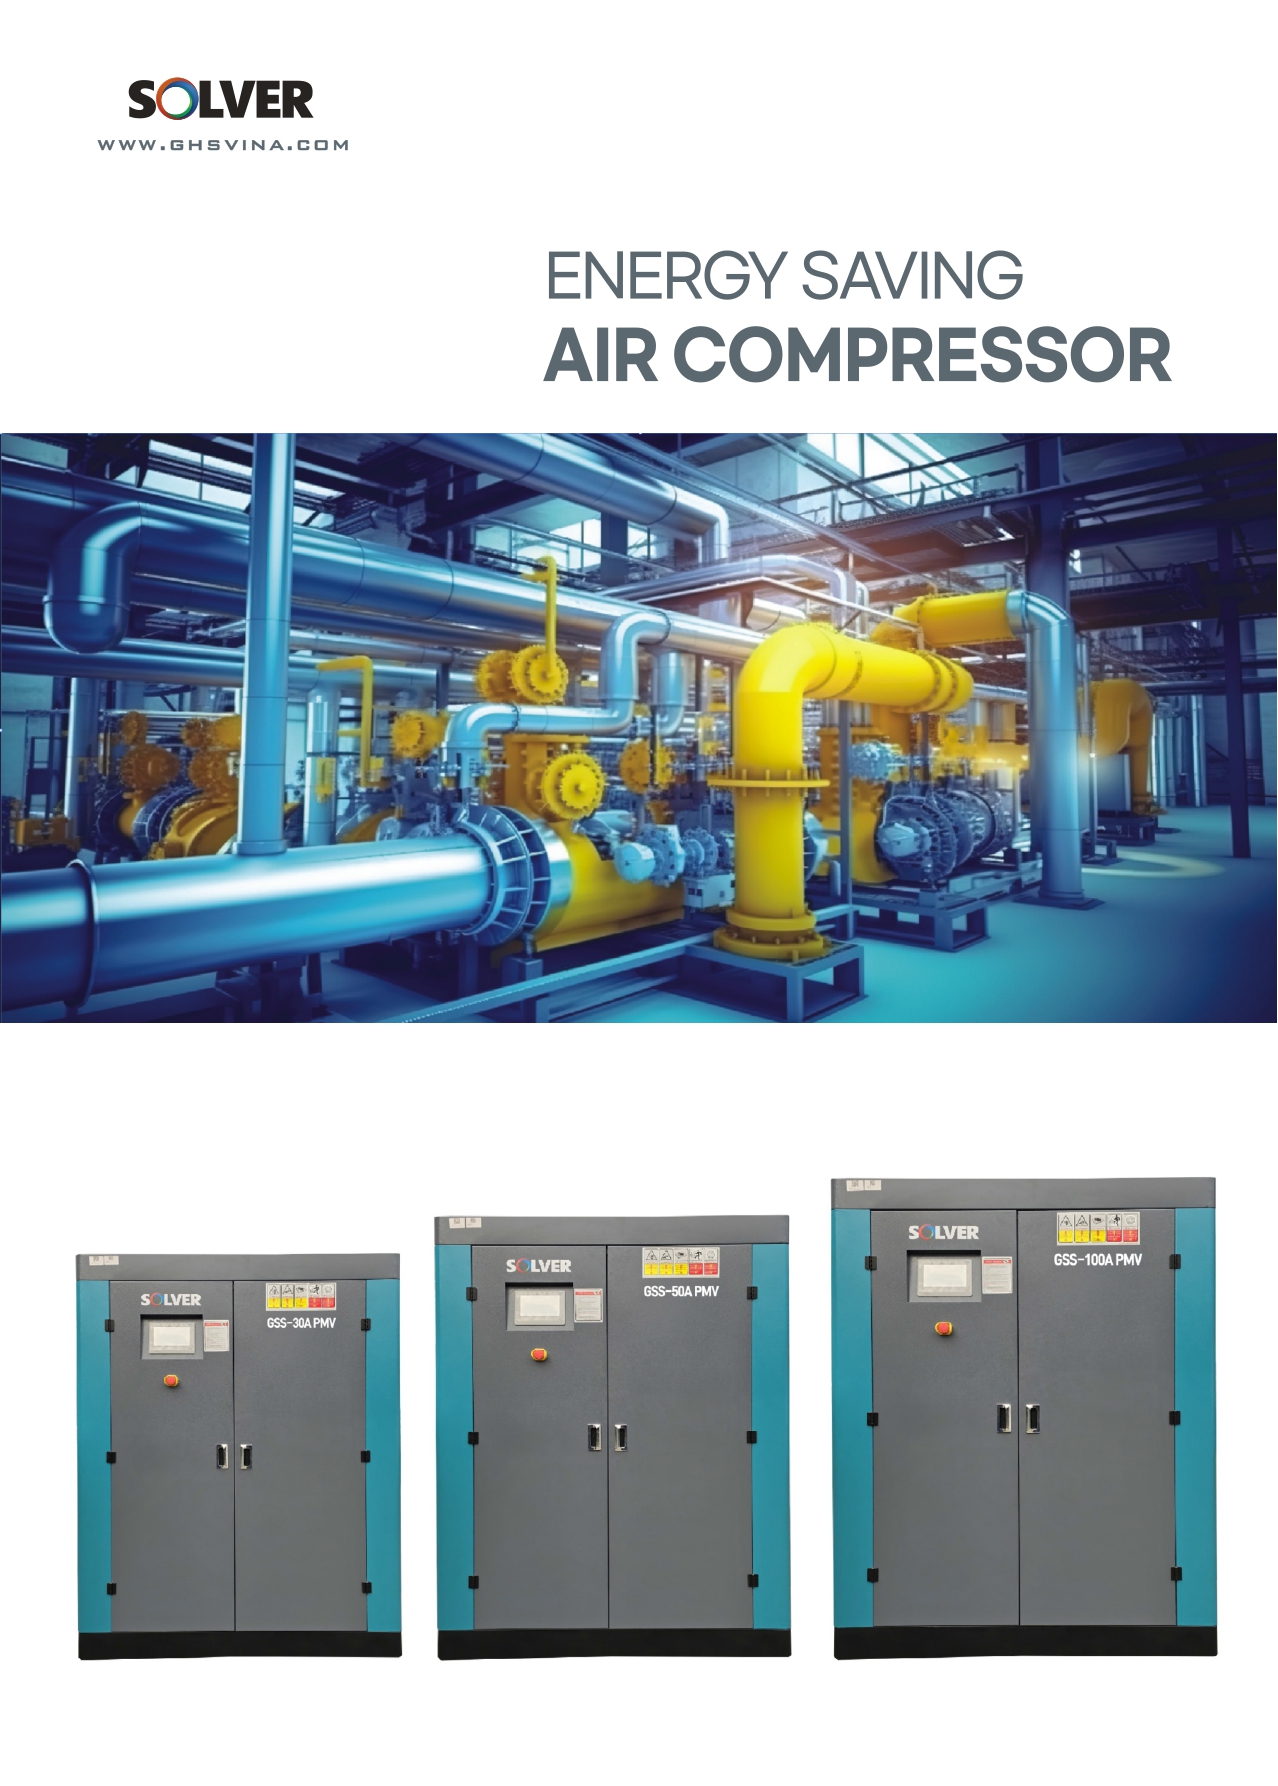 SOLVER
WWW.GHSVINA.COM
ENERGY SAVING
AIR COMPRESSOR
SOLVER
GSS-30A PMV
SOLVER
GSS-50A PMV
SOLVER
GSS-100A PMV